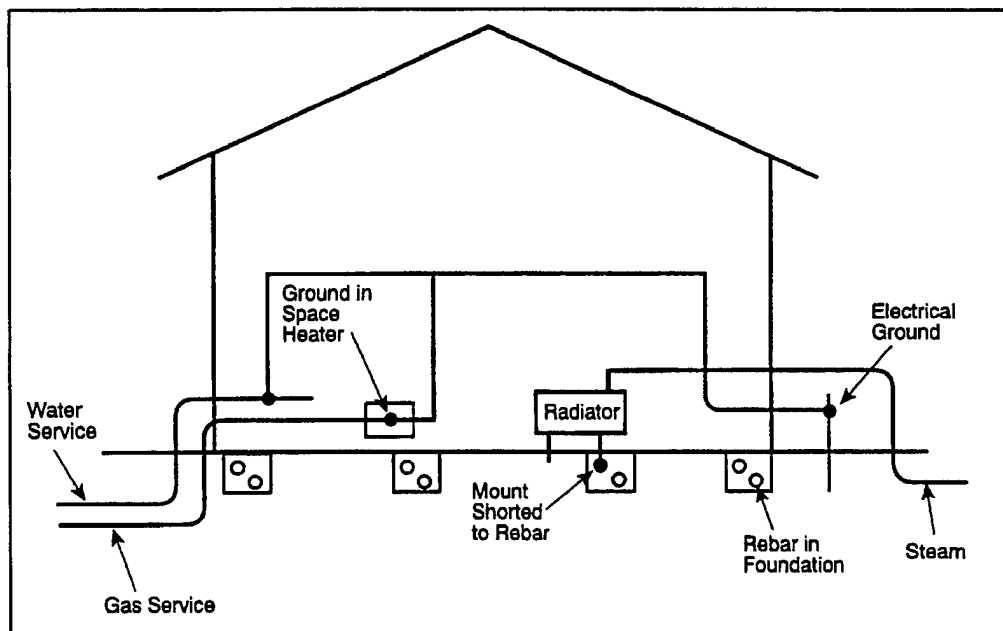 Ground in
Space
Heater
Electrical
Ground
Water
Service
Radiator
Mount
Shorted
to Rebar
Rebar in
Foundation
Steam
Gas Service